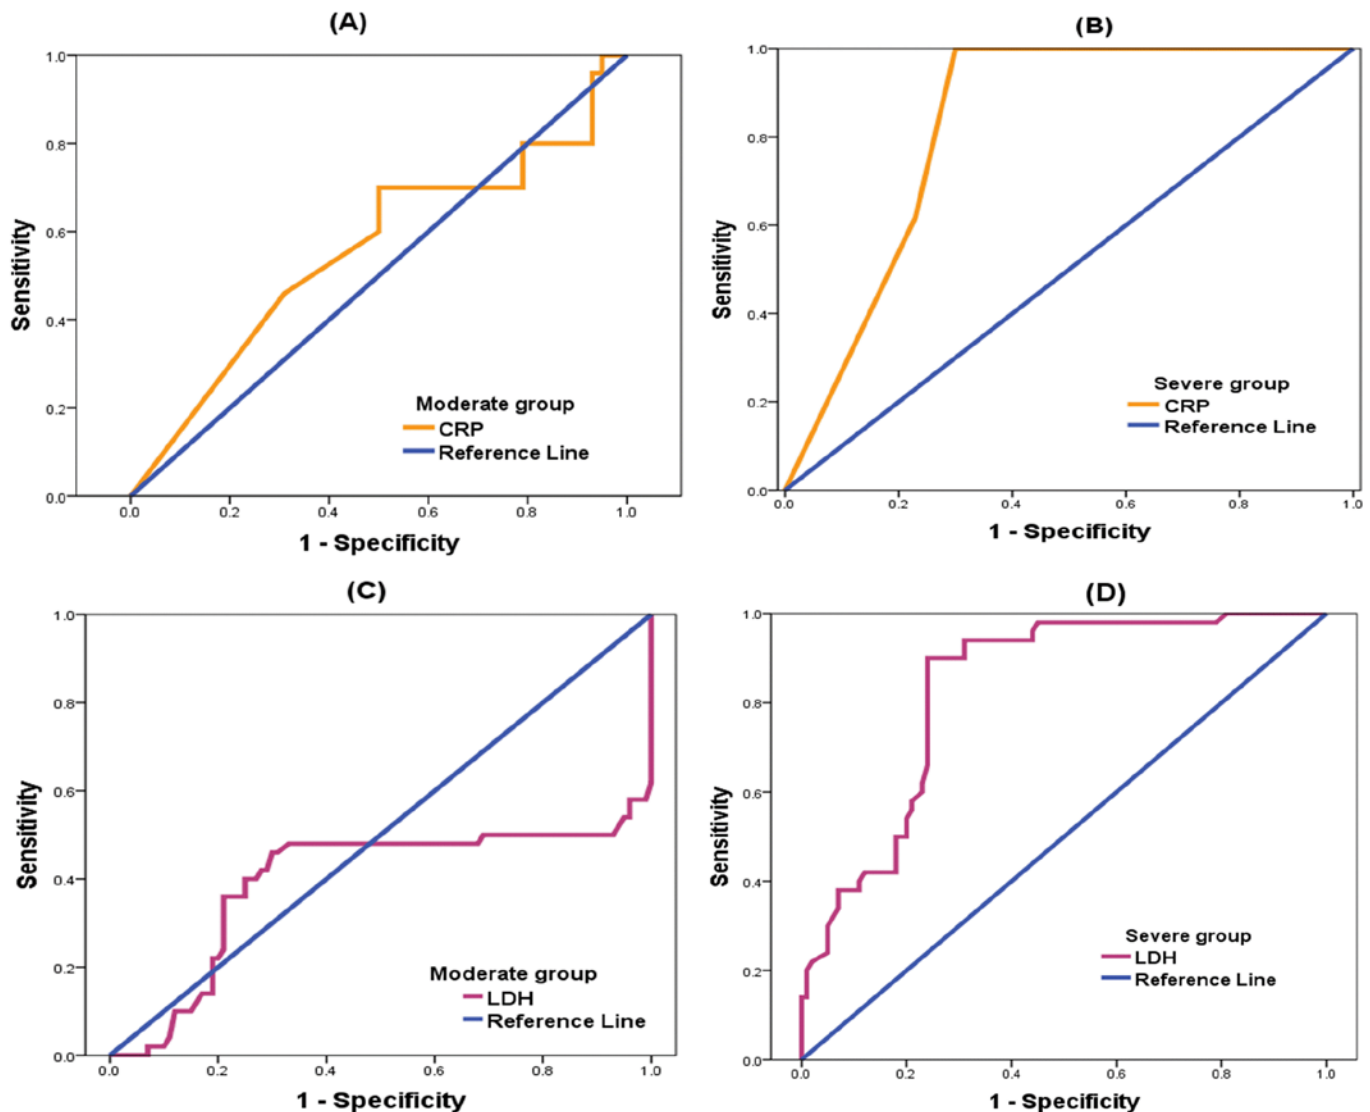 (A)
1.0
0.8
0.6
0.4
0.2
0.0
Sensitivity
Moderate group
CRP
Reference Line
0.0 0.2 0.4 0.6 0.8 1.0
1 - Specificity
(B)
1.0
0.8
0.6
0.4
0.2
0.0
Sensitivity
Severe group
CRP
Reference Line
0.0 0.2 0.4 0.6 0.8 1.0
1 - Specificity
(C)
1.0
0.8
0.6
0.4
0.2
0.0
Sensitivity
Moderate group
LDH
Reference Line
0.0 0.2 0.4 0.6 0.8 1.0
1 - Specificity
(D)
1.0
0.8
0.6
0.4
0.2
0.0
Sensitivity
Severe group
LDH
Reference Line
0.0 0.2 0.4 0.6 0.8 1.0
1 - Specificity